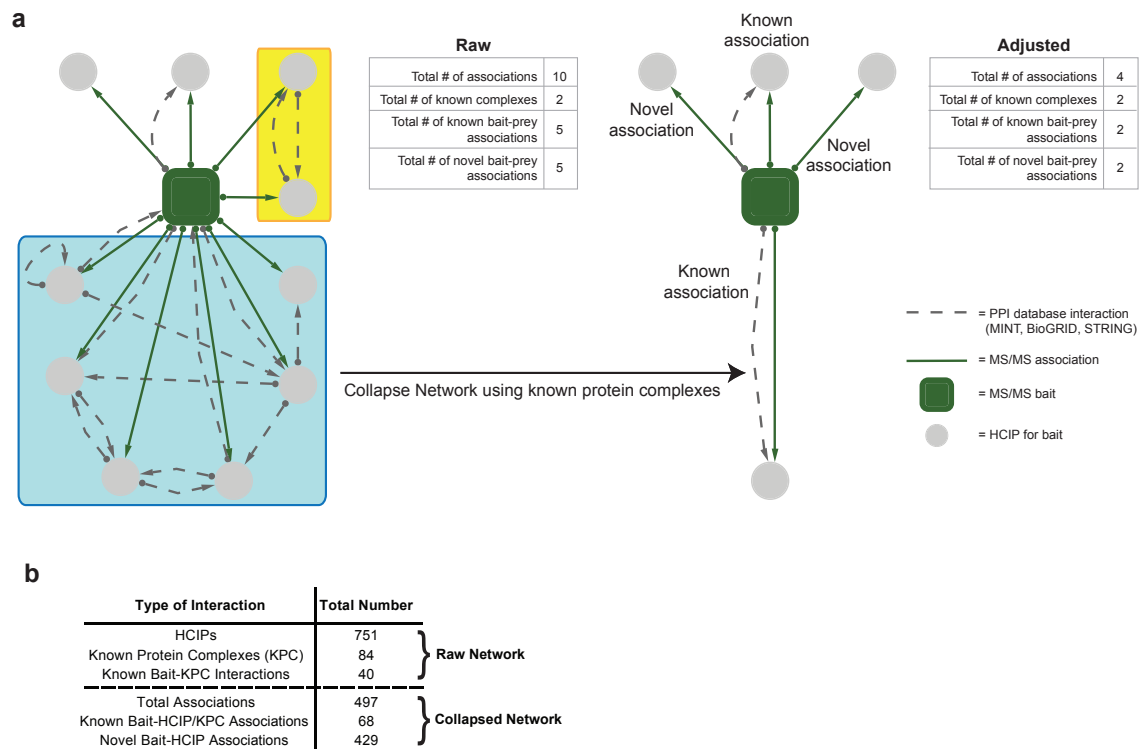 a
Raw
Total # of associations 10
Total # of known complexes 2
Total # of known bait-prey
associations 5
Total # of novel bait-prey
associations 5
Known
association
Novel
association
Novel
association
Known
association
Adjusted
Total # of associations 4
Total # of known complexes 2
Total # of known bait-prey
associations 2
Total # of novel bait-prey
associations 2
Collapse Network using known protein complexes
= PPI database interaction
(MINT, BioGRID, STRING)
= MS/MS association
= MS/MS bait
= HCIP for bait
b
Type of Interaction Total Number
HCIPs 751
Known Protein Complexes (KPC) 84
Known Bait-KPC Interactions 40
Raw Network
Total Associations 497
Known Bait-HCIP/KPC Associations 68
Novel Bait-HCIP Associations 429
Collapsed Network